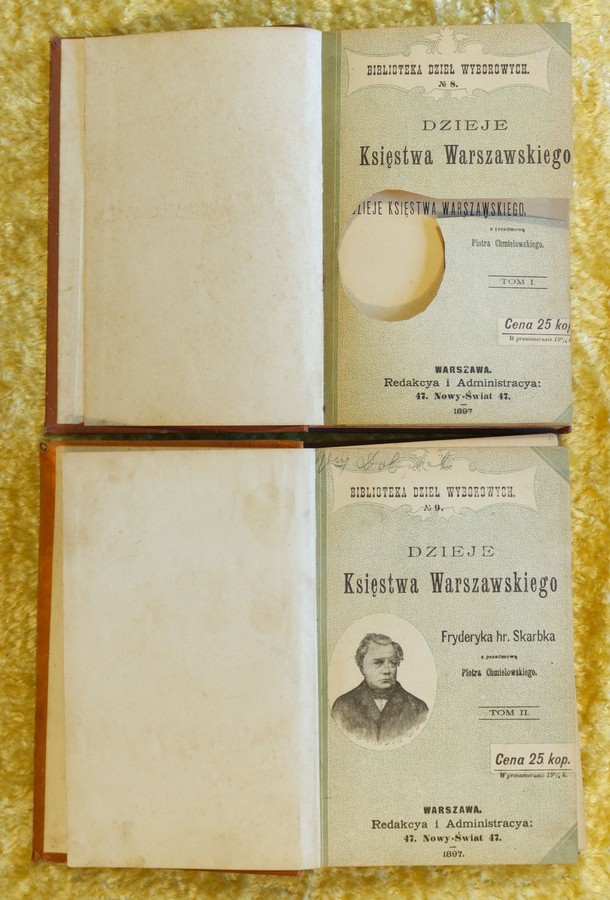 BIBLIOTEKA DZIEŁ WYBOROWYCH.
№ 8.
DZIEJE
Księstwa Warszawskiego
DZIEJE KSIĘSTWA WARSZAWSKIEGO.
z przedmową
Piotra Chmielowskiego.
TOM I.
Cena 25 kop
W prenumeracie
WARSZAWA.
Redakcya i Administracya:
47. Nowy-Świat 47.
1897
BIBLIOTEKA DZIEŁ WYBOROWYCH.
№ 9.
DZIEJE
Księstwa Warszawskiego
Fryderyka hr. Skarbka
z przedmową
Piotra Chmielowskiego.
TOM II.
Cena 25 kop.
W prenumeracie
WARSZAWA.
Redakcya i Administracya:
47. Nowy-Świat 47.
1897.